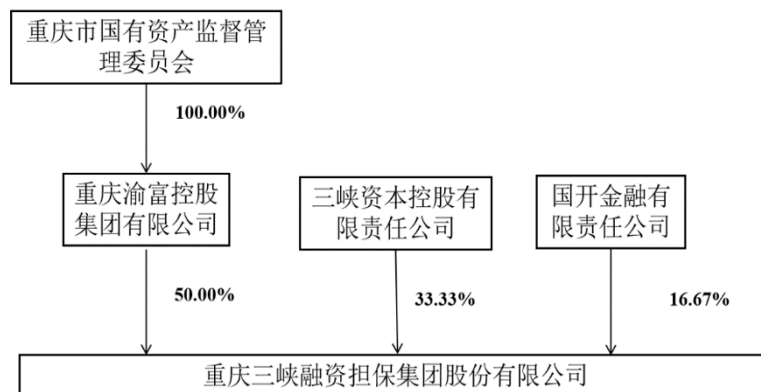 重庆市国有资产监督管
理委员会
100.00%
重庆渝富控股
集团有限公司
三峡资本控股有
限责任公司
国开金融有
限责任公司
50.00%
33.33%
16.67%
重庆三峡融资担保集团股份有限公司